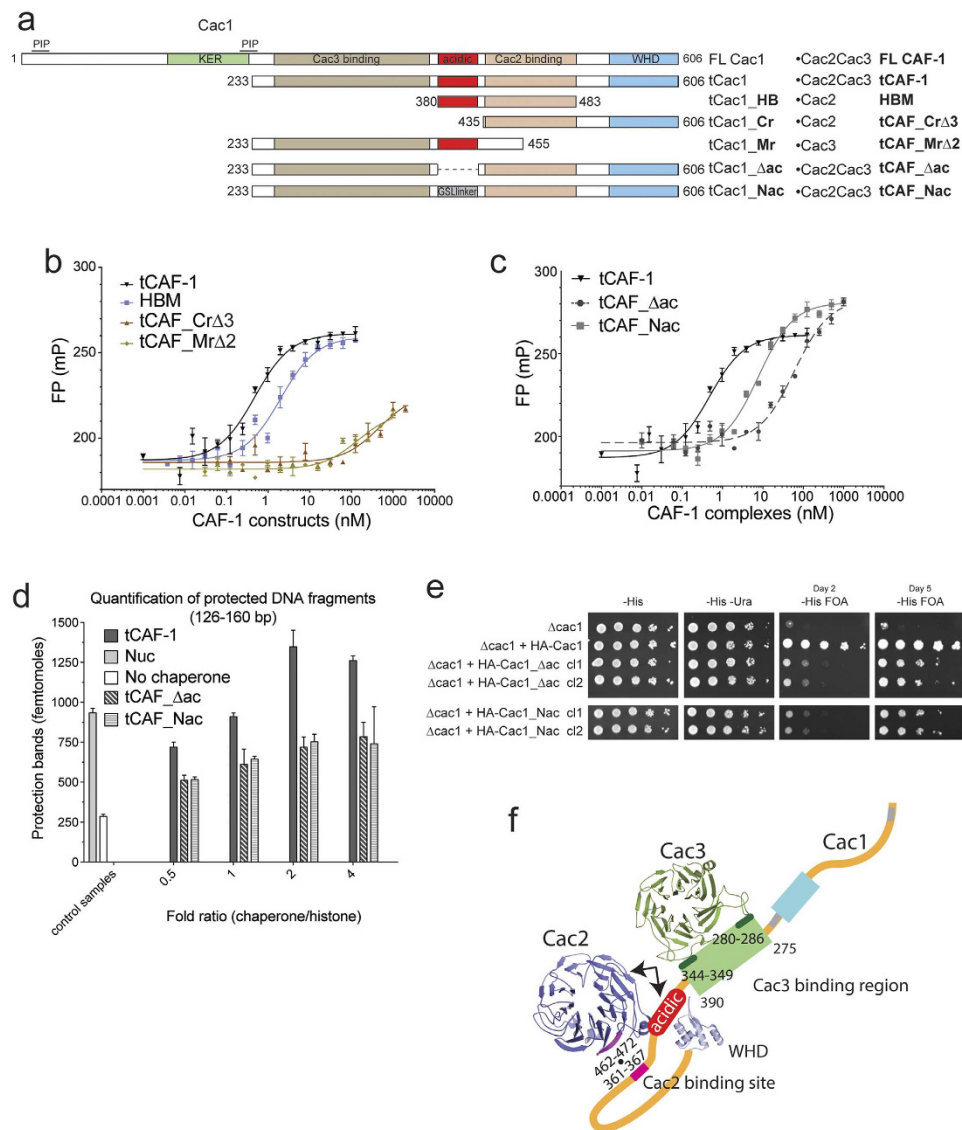 a
Cac1
PIP PIP
1 KER Cac3 binding acidic Cac2 binding WHD 606 FL Cac1 •Cac2Cac3 FL CAF-1
233 606 tCac1 •Cac2Cac3 tCAF-1
380 483 tCac1_HB •Cac2 HBM
435 606 tCac1_Cr •Cac2 tCAF_CrΔ3
233 455 tCac1_Mr •Cac3 tCAF_MrΔ2
233 606 tCac1_Δac •Cac2Cac3 tCAF_Δac
233 GSLlinker 606 tCac1_Nac •Cac2Cac3 tCAF_Nac
b
300
250
200
FP (mP)
tCAF-1
HBM
tCAF_CrΔ3
tCAF_MrΔ2
0.0001 0.001 0.01 0.1 1 10 100 1000 10000
CAF-1 constructs (nM)
c
300
250
200
FP (mP)
tCAF-1
tCAF_Δac
tCAF_Nac
0.0001 0.001 0.01 0.1 1 10 100 1000 10000
CAF-1 complexes (nM)
d
Quantification of protected DNA fragments
(126-160 bp)
1500
1250
1000
750
500
250
0
Protection bands (femtomoles)
tCAF-1
Nuc
No chaperone
tCAF_Δac
tCAF_Nac
control samples 0.5 1 2 4
Fold ratio (chaperone/histone)
e
-His -His -Ura Day 2 -His FOA Day 5 -His FOA
Δcac1
Δcac1 + HA-Cac1
Δcac1 + HA-Cac1_Δac cl1
Δcac1 + HA-Cac1_Δac cl2
Δcac1 + HA-Cac1_Nac cl1
Δcac1 + HA-Cac1_Nac cl2
f
Cac1
Cac3
280-286
275
Cac2
344-349
Cac3 binding region
390
acidic
WHD
462-472
361-367
Cac2 binding site